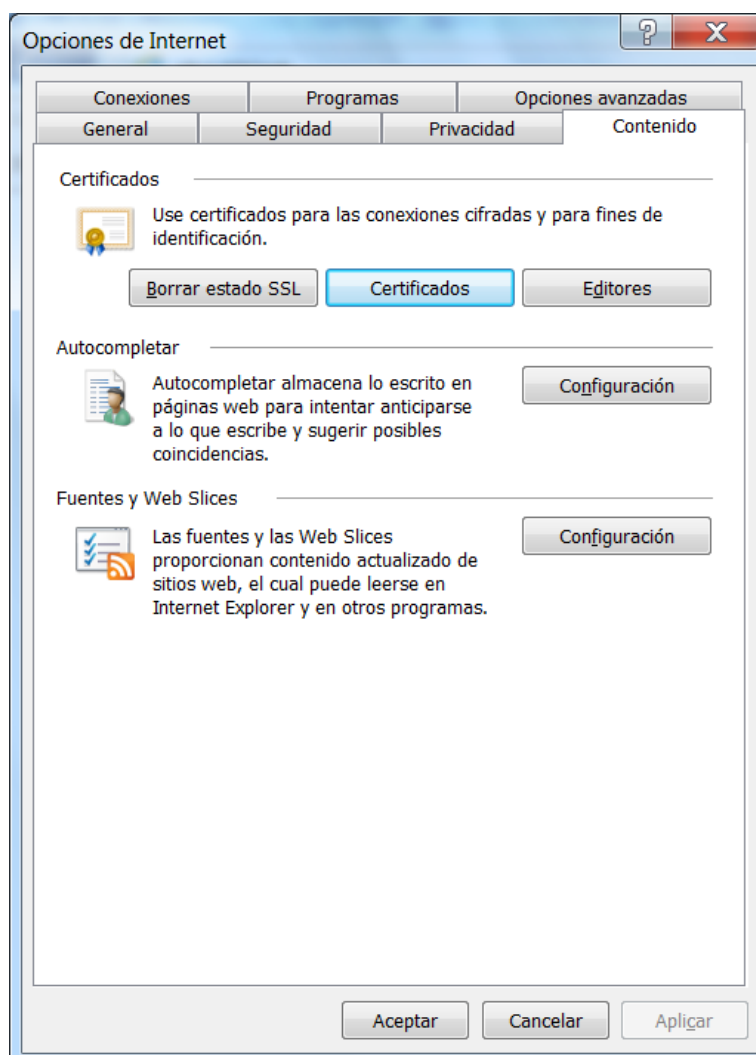 Opciones de Internet
Conexiones
Programas
Opciones avanzadas
General
Seguridad
Privacidad
Contenido
Certificados
Use certificados para las conexiones cifradas y para fines de
identificación.
Borrar estado SSL
Certificados
Editores
Autocompletar
Autocompletar almacena lo escrito en
páginas web para intentar anticiparse
a lo que escribe y sugerir posibles
coincidencias.
Configuración
Fuentes y Web Slices
Las fuentes y las Web Slices
proporcionan contenido actualizado de
sitios web, el cual puede leerse en
Internet Explorer y en otros programas.
Configuración
Aceptar
Cancelar
Aplicar